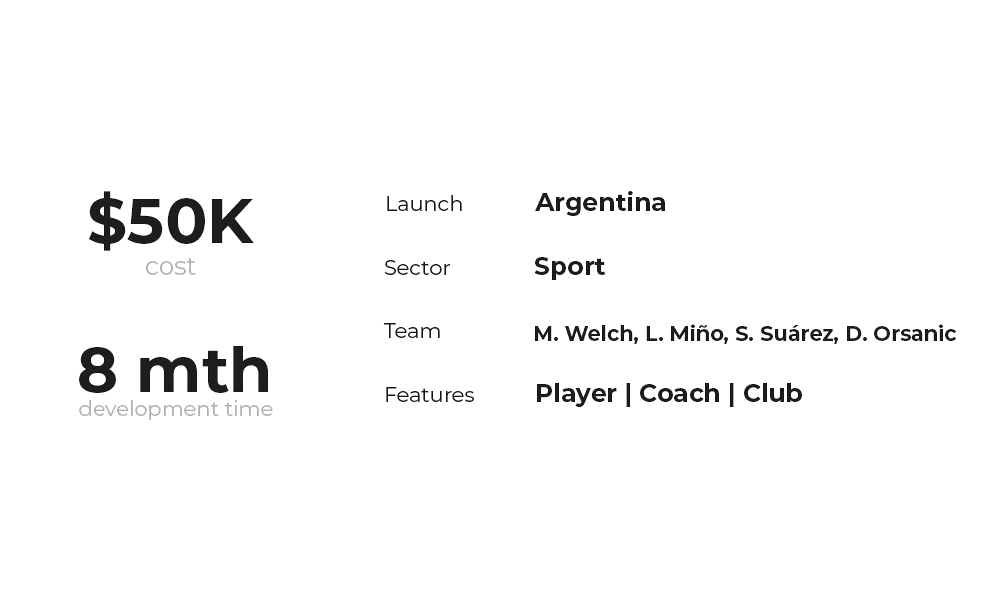 $50K
cost
8 mth
development time
Launch Argentina
Sector Sport
Team M. Welch, L. Miño, S. Suárez, D. Orsanic
Features Player | Coach | Club